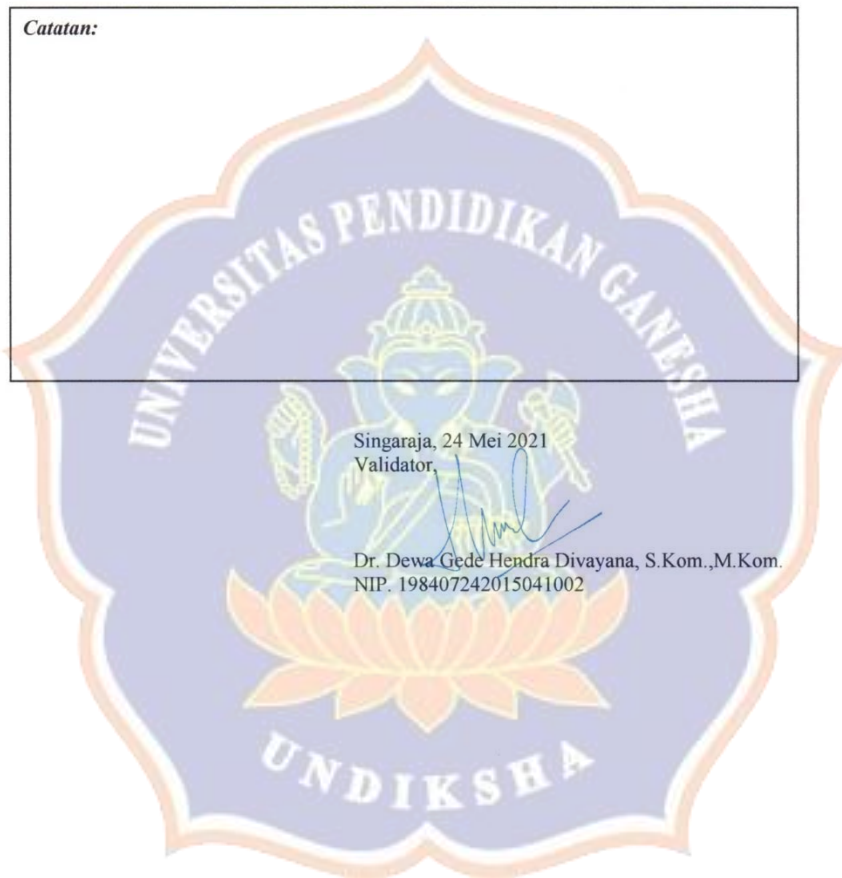 Catatan:
UNIVERSITAS PENDIDIKAN GANESHA
Singaraja, 24 Mei 2021
Validator,
Dr. Dewa Gede Hendra Divayana, S.Kom.,M.Kom.
NIP. 198407242015041002
UNDIKSHA